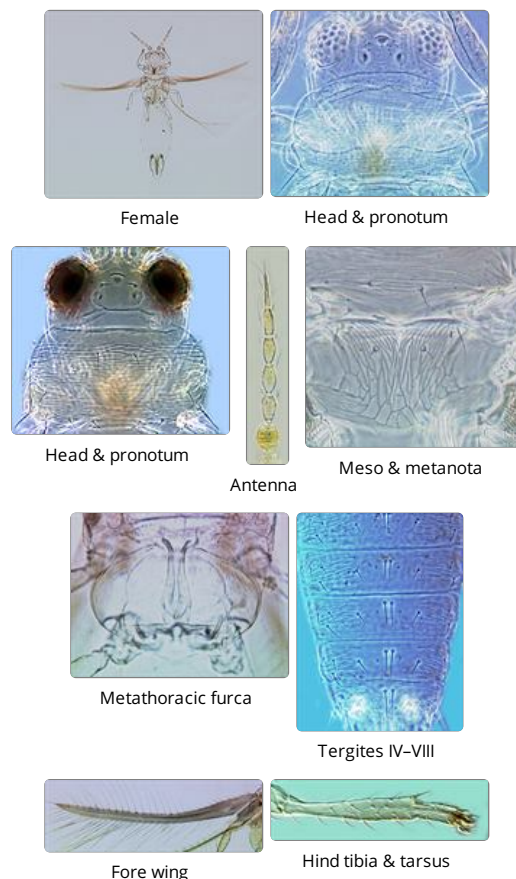 Female
Head & pronotum
Head & pronotum
Antenna
Meso & metanota
Metathoracic furca
Tergites IV–VIII
Fore wing
Hind tibia & tarsus